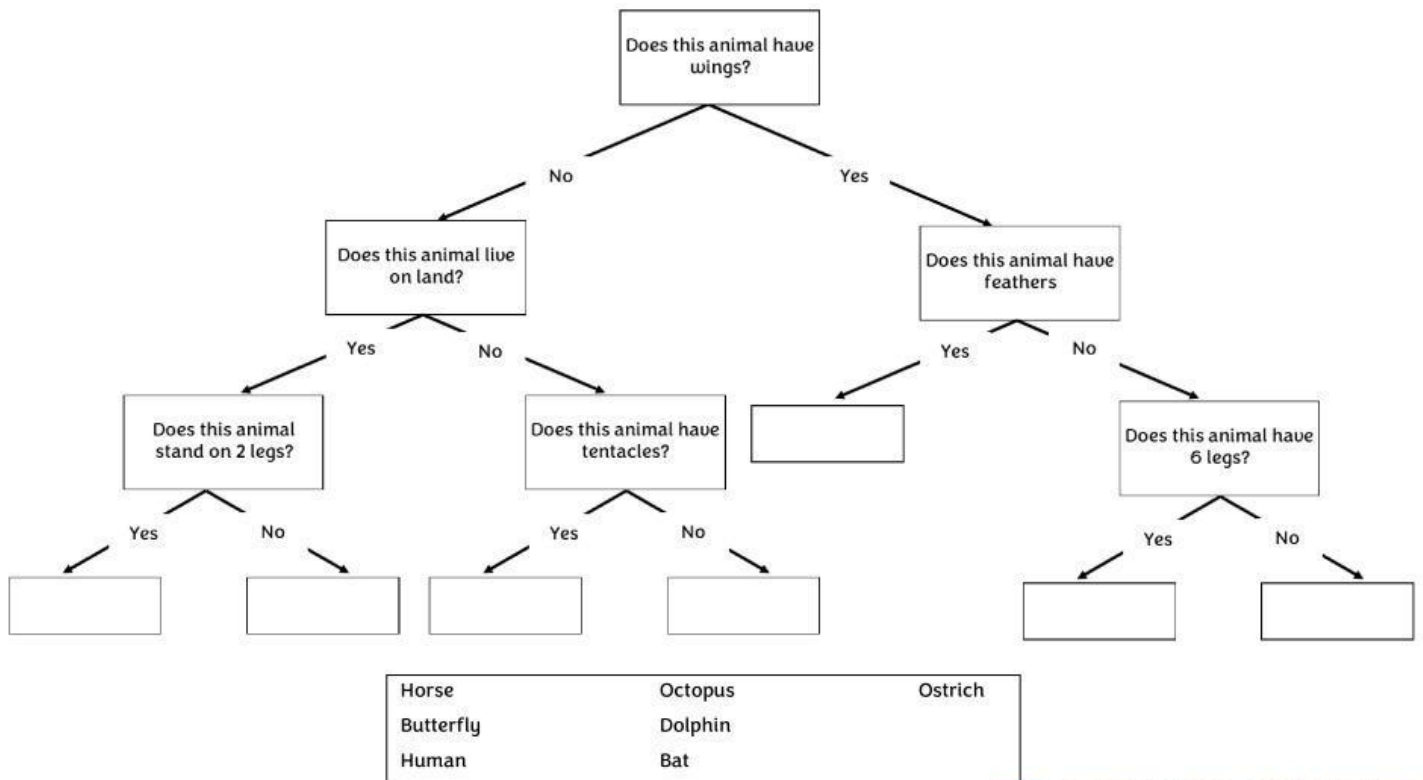 Does this animal have
wings?
No
Yes
Does this animal live
on land?
Does this animal have
feathers
Yes
No
Yes
No
Does this animal
stand on 2 legs?
Does this animal have
tentacles?
Does this animal have
6 legs?
Yes
No
Yes
No
Yes
No
Horse
Octopus
Ostrich
Butterfly
Dolphin
Human
Bat